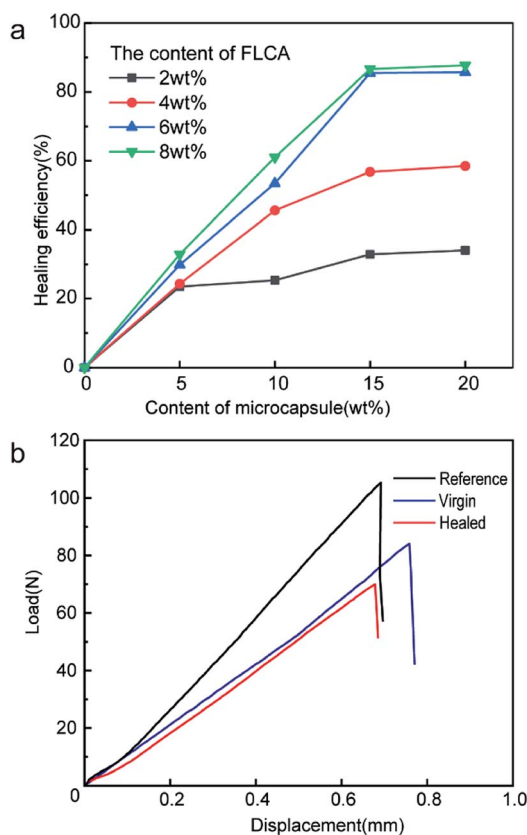 a
100
80
60
40
20
0
Healing efficiency(%)
The content of FLCA
2wt%
4wt%
6wt%
8wt%
0 5 10 15 20
Content of microcapsule(wt%)
b
120
100
80
60
40
20
0
Load(N)
Reference
Virgin
Healed
0.2 0.4 0.6 0.8 1.0
Displacement(mm)